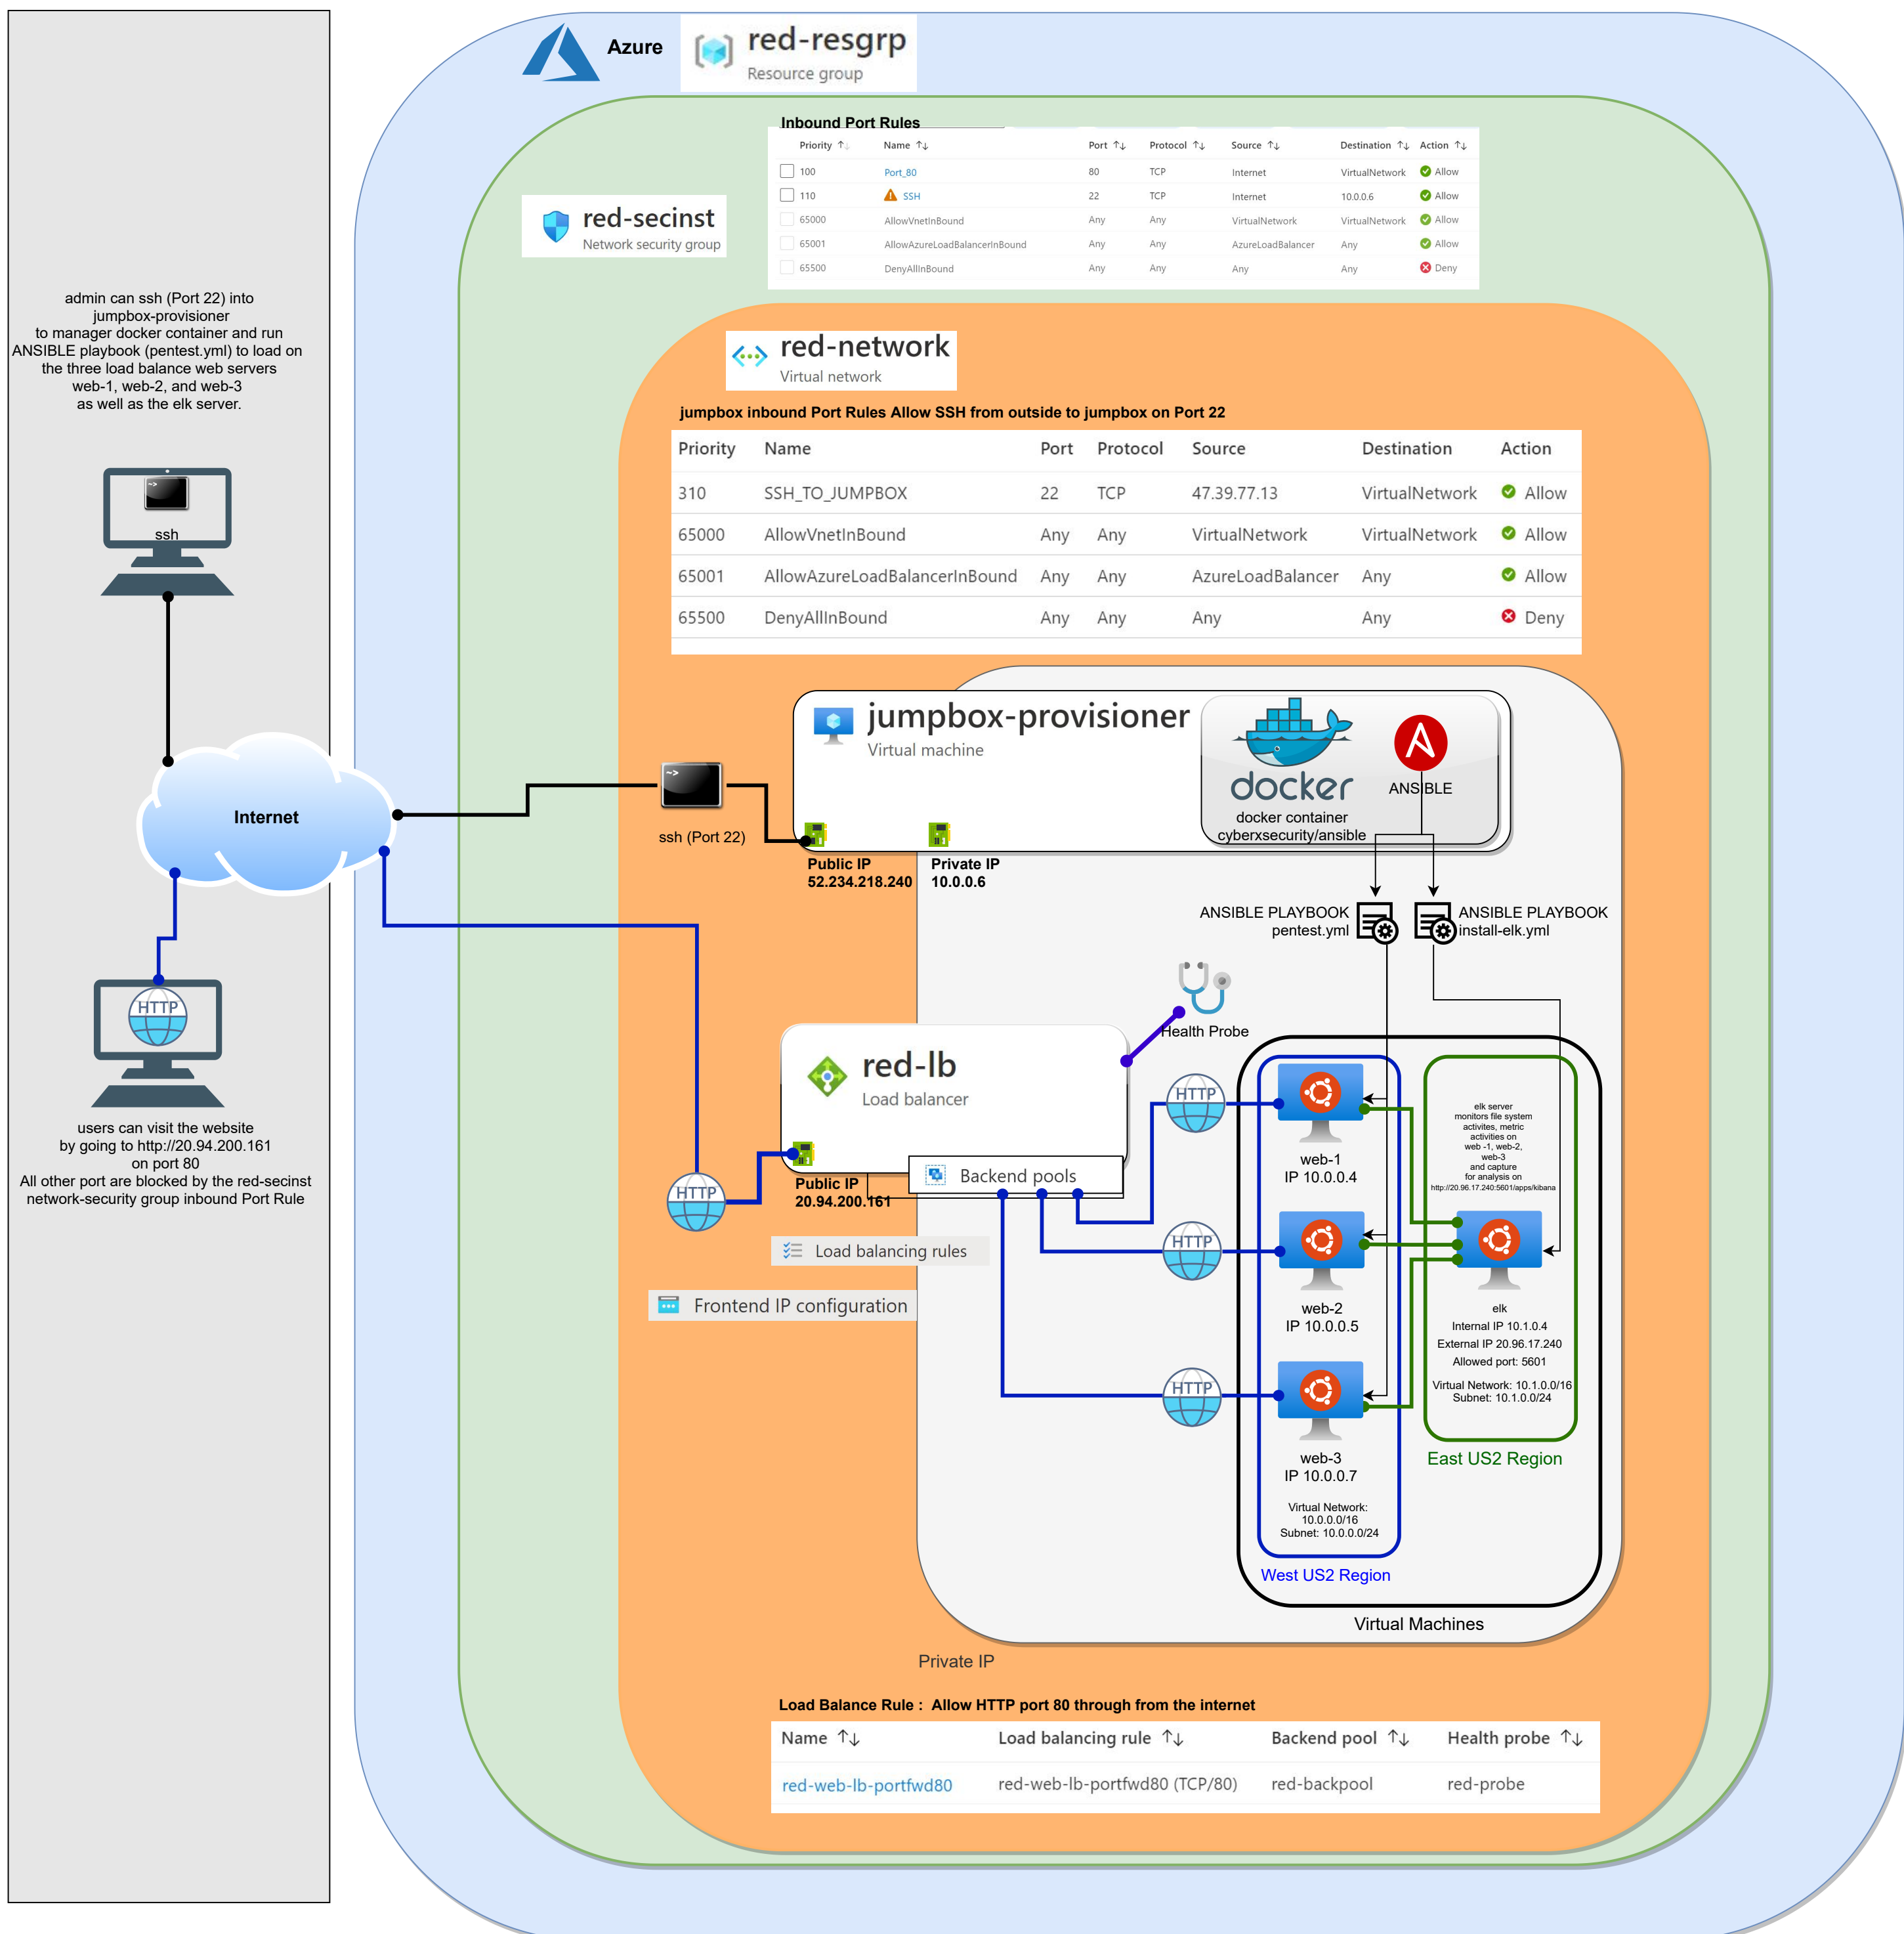 Azure
red-resgrp
Resource group
Inbound Port Rules
Priority ↑↓ Name ↑↓ Port ↑↓ Protocol ↑↓ Source ↑↓ Destination ↑↓ Action ↑↓
100 Port_80 80 TCP Internet VirtualNetwork Allow
110 SSH 22 TCP Internet 10.0.0.6 Allow
65000 AllowVnetInBound Any Any VirtualNetwork VirtualNetwork Allow
65001 AllowAzureLoadBalancerInBound Any Any AzureLoadBalancer Any Allow
65500 DenyAllInBound Any Any Any Any Deny
red-secinst
Network security group
admin can ssh (Port 22) into
jumpbox-provisioner
to manager docker container and run
ANSIBLE playbook (pentest.yml) to load on
the three load balance web servers
web-1, web-2, and web-3
as well as the elk server.
~>
ssh
red-network
Virtual network
jumpbox inbound Port Rules Allow SSH from outside to jumpbox on Port 22
Priority Name Port Protocol Source Destination Action
310 SSH_TO_JUMPBOX 22 TCP 47.39.77.13 VirtualNetwork Allow
65000 AllowVnetInBound Any Any VirtualNetwork VirtualNetwork Allow
65001 AllowAzureLoadBalancerInBound Any Any AzureLoadBalancer Any Allow
65500 DenyAllInBound Any Any Any Any Deny
Internet
~>
ssh (Port 22)
jumpbox-provisioner
Virtual machine
docker
docker container
cyberxsecurity/ansible
ANSIBLE
Public IP
52.234.218.240
Private IP
10.0.0.6
ANSIBLE PLAYBOOK
pentest.yml
ANSIBLE PLAYBOOK
install-elk.yml
HTTP
users can visit the website
by going to http://20.94.200.161
on port 80
All other port are blocked by the red-secinst
network-security group inbound Port Rule
Health Probe
red-lb
Load balancer
Backend pools
Public IP
20.94.200.161
HTTP
Load balancing rules
Frontend IP configuration
HTTP
HTTP
HTTP
web-1
IP 10.0.0.4
web-2
IP 10.0.0.5
web-3
IP 10.0.0.7
Virtual Network:
10.0.0.0/16
Subnet: 10.0.0.0/24
West US2 Region
elk server
monitors file system
activites, metric
activities on
web -1, web-2,
web-3
and capture
for analysis on
http://20.96.17.240:5601/apps/kibana
elk
Internal IP 10.1.0.4
External IP 20.96.17.240
Allowed port: 5601
Virtual Network: 10.1.0.0/16
Subnet: 10.1.0.0/24
East US2 Region
Virtual Machines
Private IP
Load Balance Rule : Allow HTTP port 80 through from the internet
Name ↑↓ Load balancing rule ↑↓ Backend pool ↑↓ Health probe ↑↓
red-web-lb-portfwd80 red-web-lb-portfwd80 (TCP/80) red-backpool red-probe